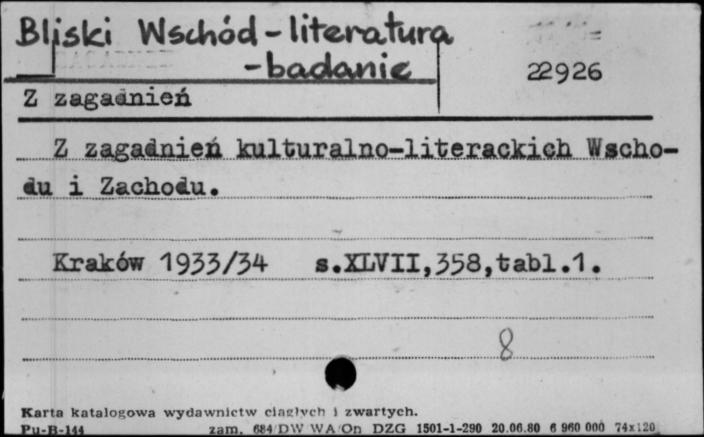 Bliski Wschód - literatura
- badanie
22926
Z zagadnień
Z zagadnień kulturalno-literackich Wscho-
du i Zachodu.
Kraków 1933/34 s.XLVII,358,tabl.1.
8
Karta katalogowa wydawnictw ciągłych i zwartych.
Pu-B-144 zam. 684/DW WA/On DZG 1501-1-290 20.06.80 6 960 000 74x120